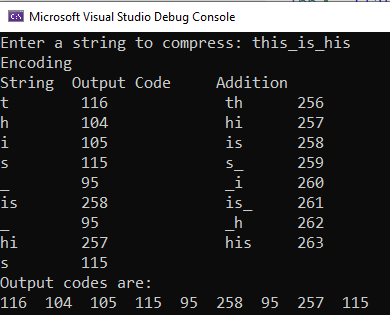 Microsoft Visual Studio Debug Console
Enter a string to compress: this_is_his
Encoding
String  Output Code     Addition
t        116            th      256
h        104            hi      257
i        105            is      258
s        115            s_      259
_        95             _i      260
is       258            is_     261
_        95             _h      262
hi       257            his     263
s        115
Output codes are:
116  104  105  115  95  258  95  257  115